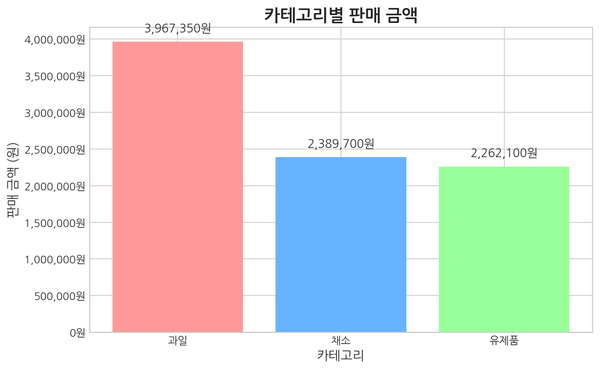 카테고리별 판매 금액
3,967,350원
2,389,700원
2,262,100원
4,000,000원
3,500,000원
3,000,000원
2,500,000원
2,000,000원
1,500,000원
1,000,000원
500,000원
0원
판매 금액 (원)
과일
채소
유제품
카테고리